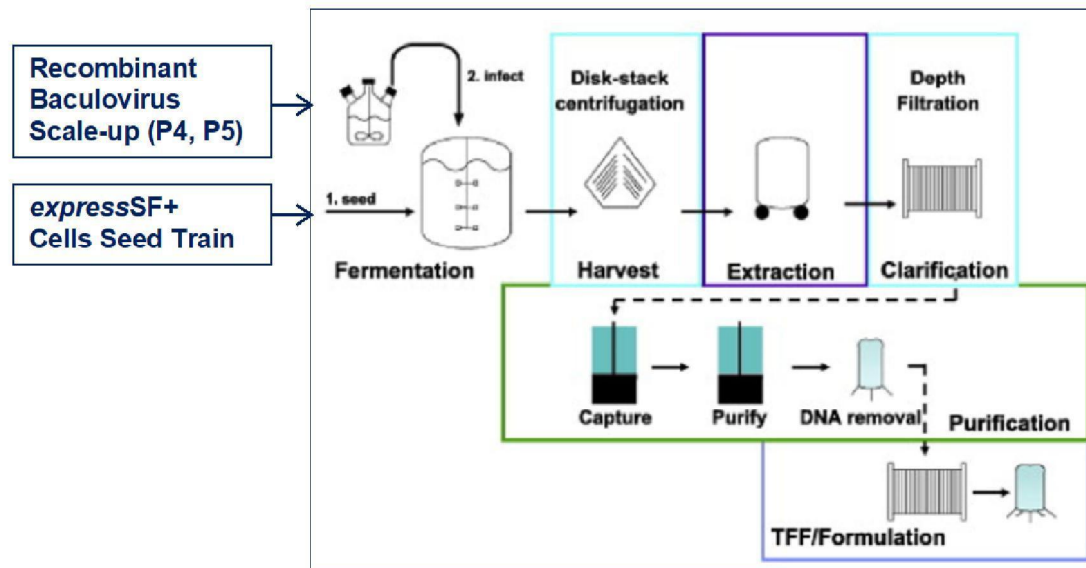 Recombinant
Baculovirus
Scale-up (P4, P5)
expressSF+
Cells Seed Train
2. infect
1. seed
Fermentation
Disk-stack
centrifugation
Harvest
Extraction
Depth
Filtration
Clarification
Capture
Purify
DNA removal
Purification
TFF/Formulation